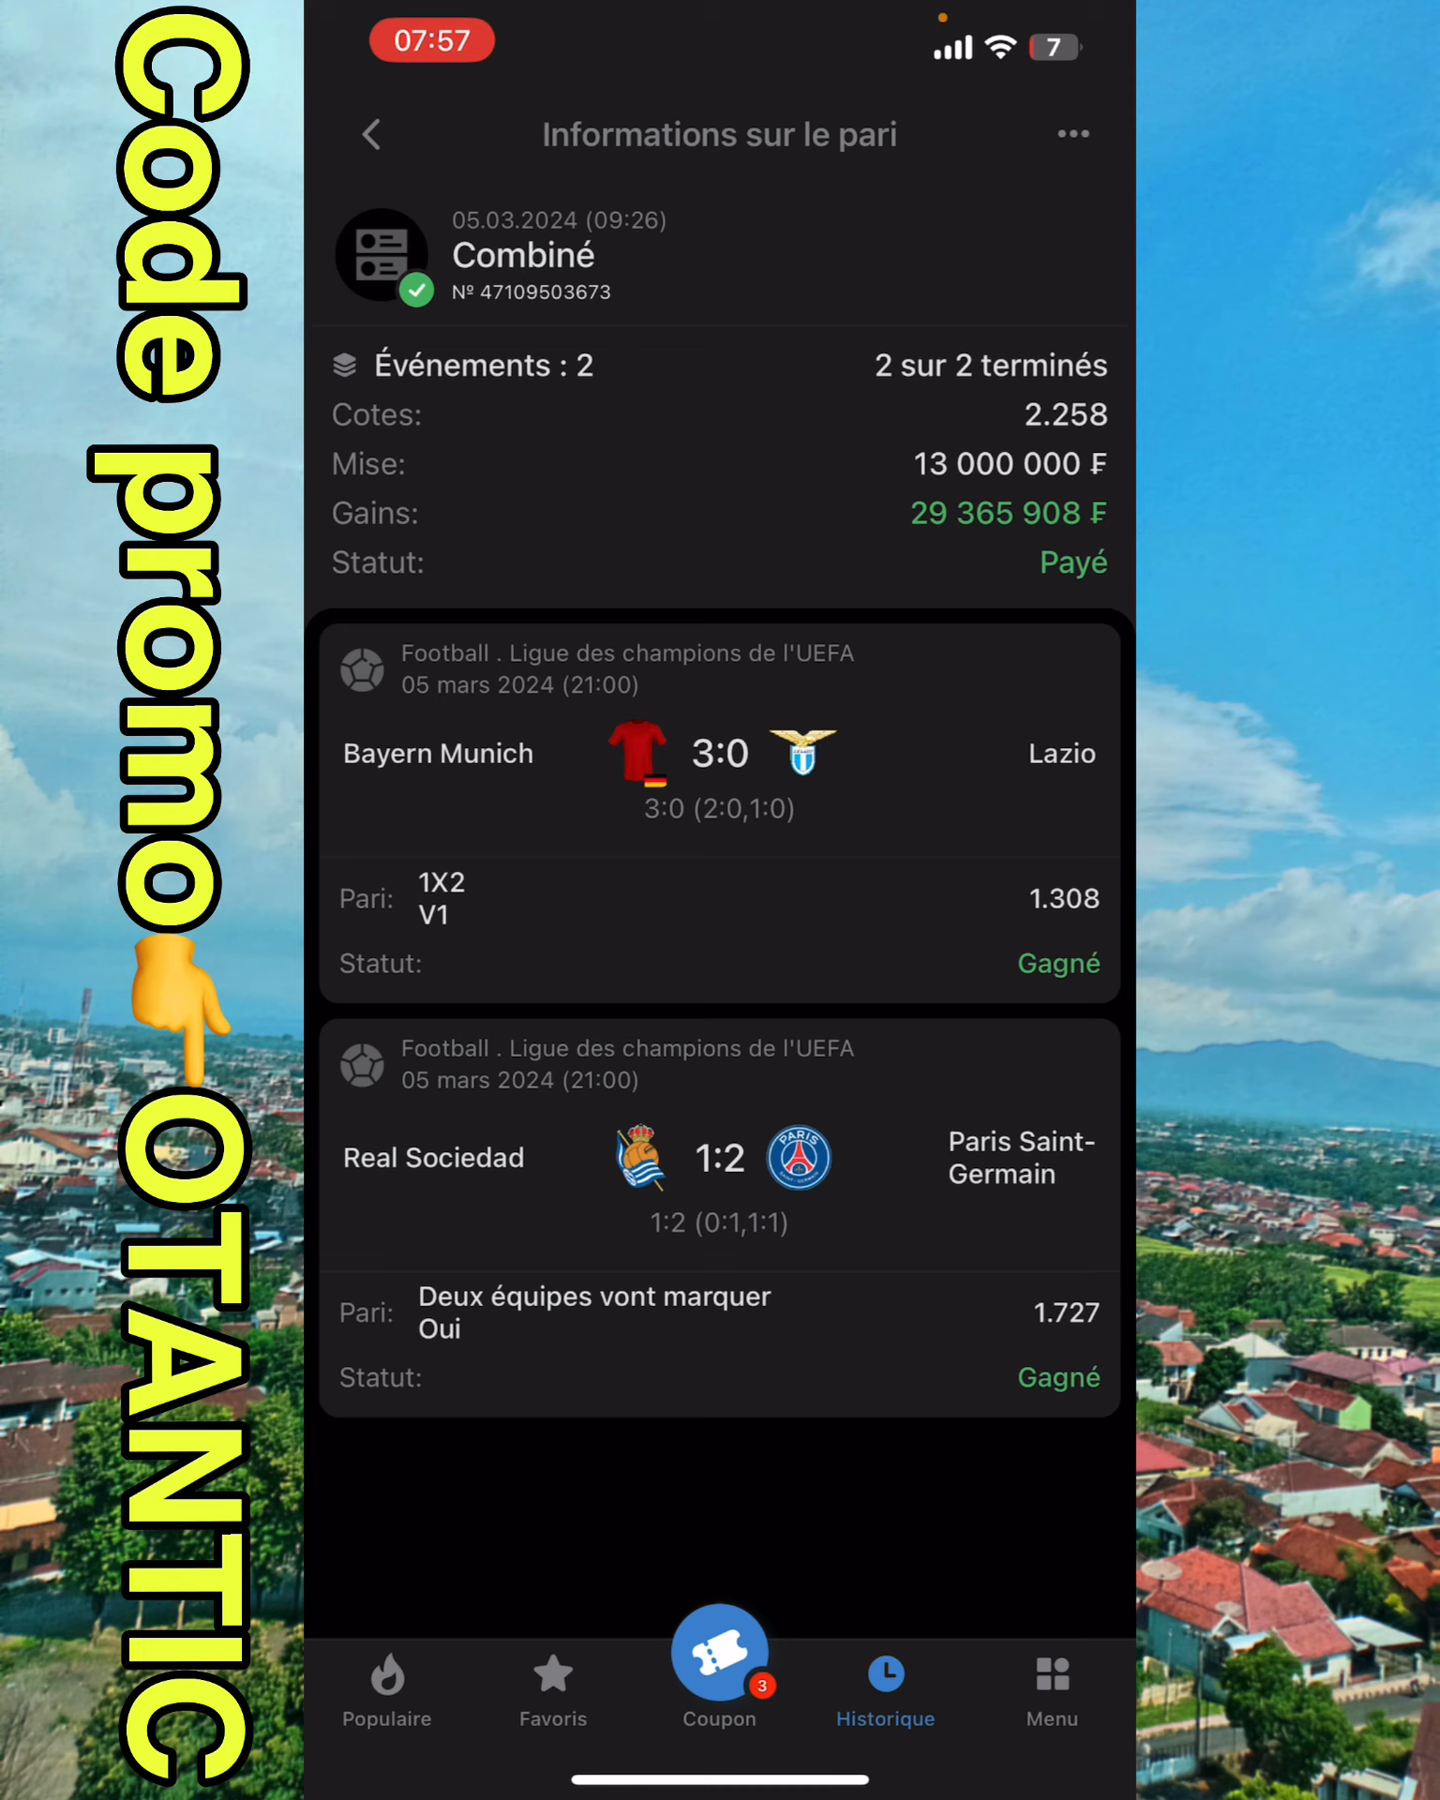 Code promo👇OTANTIC
07:57
7
Informations sur le pari
05.03.2024 (09:26)
Combiné
Nº 47109503673
Événements : 2
2 sur 2 terminés
Cotes:
2.258
Mise:
13 000 000 ₣
Gains:
29 365 908 ₣
Statut:
Payé
Football . Ligue des champions de l'UEFA
05 mars 2024 (21:00)
Bayern Munich
3:0
Lazio
3:0 (2:0,1:0)
Pari:
1X2
V1
1.308
Statut:
Gagné
Football . Ligue des champions de l'UEFA
05 mars 2024 (21:00)
Real Sociedad
1:2
PARIS
Paris Saint-
Germain
1:2 (0:1,1:1)
Pari:
Deux équipes vont marquer
Oui
1.727
Statut:
Gagné
Populaire
Favoris
3
Coupon
Historique
Menu